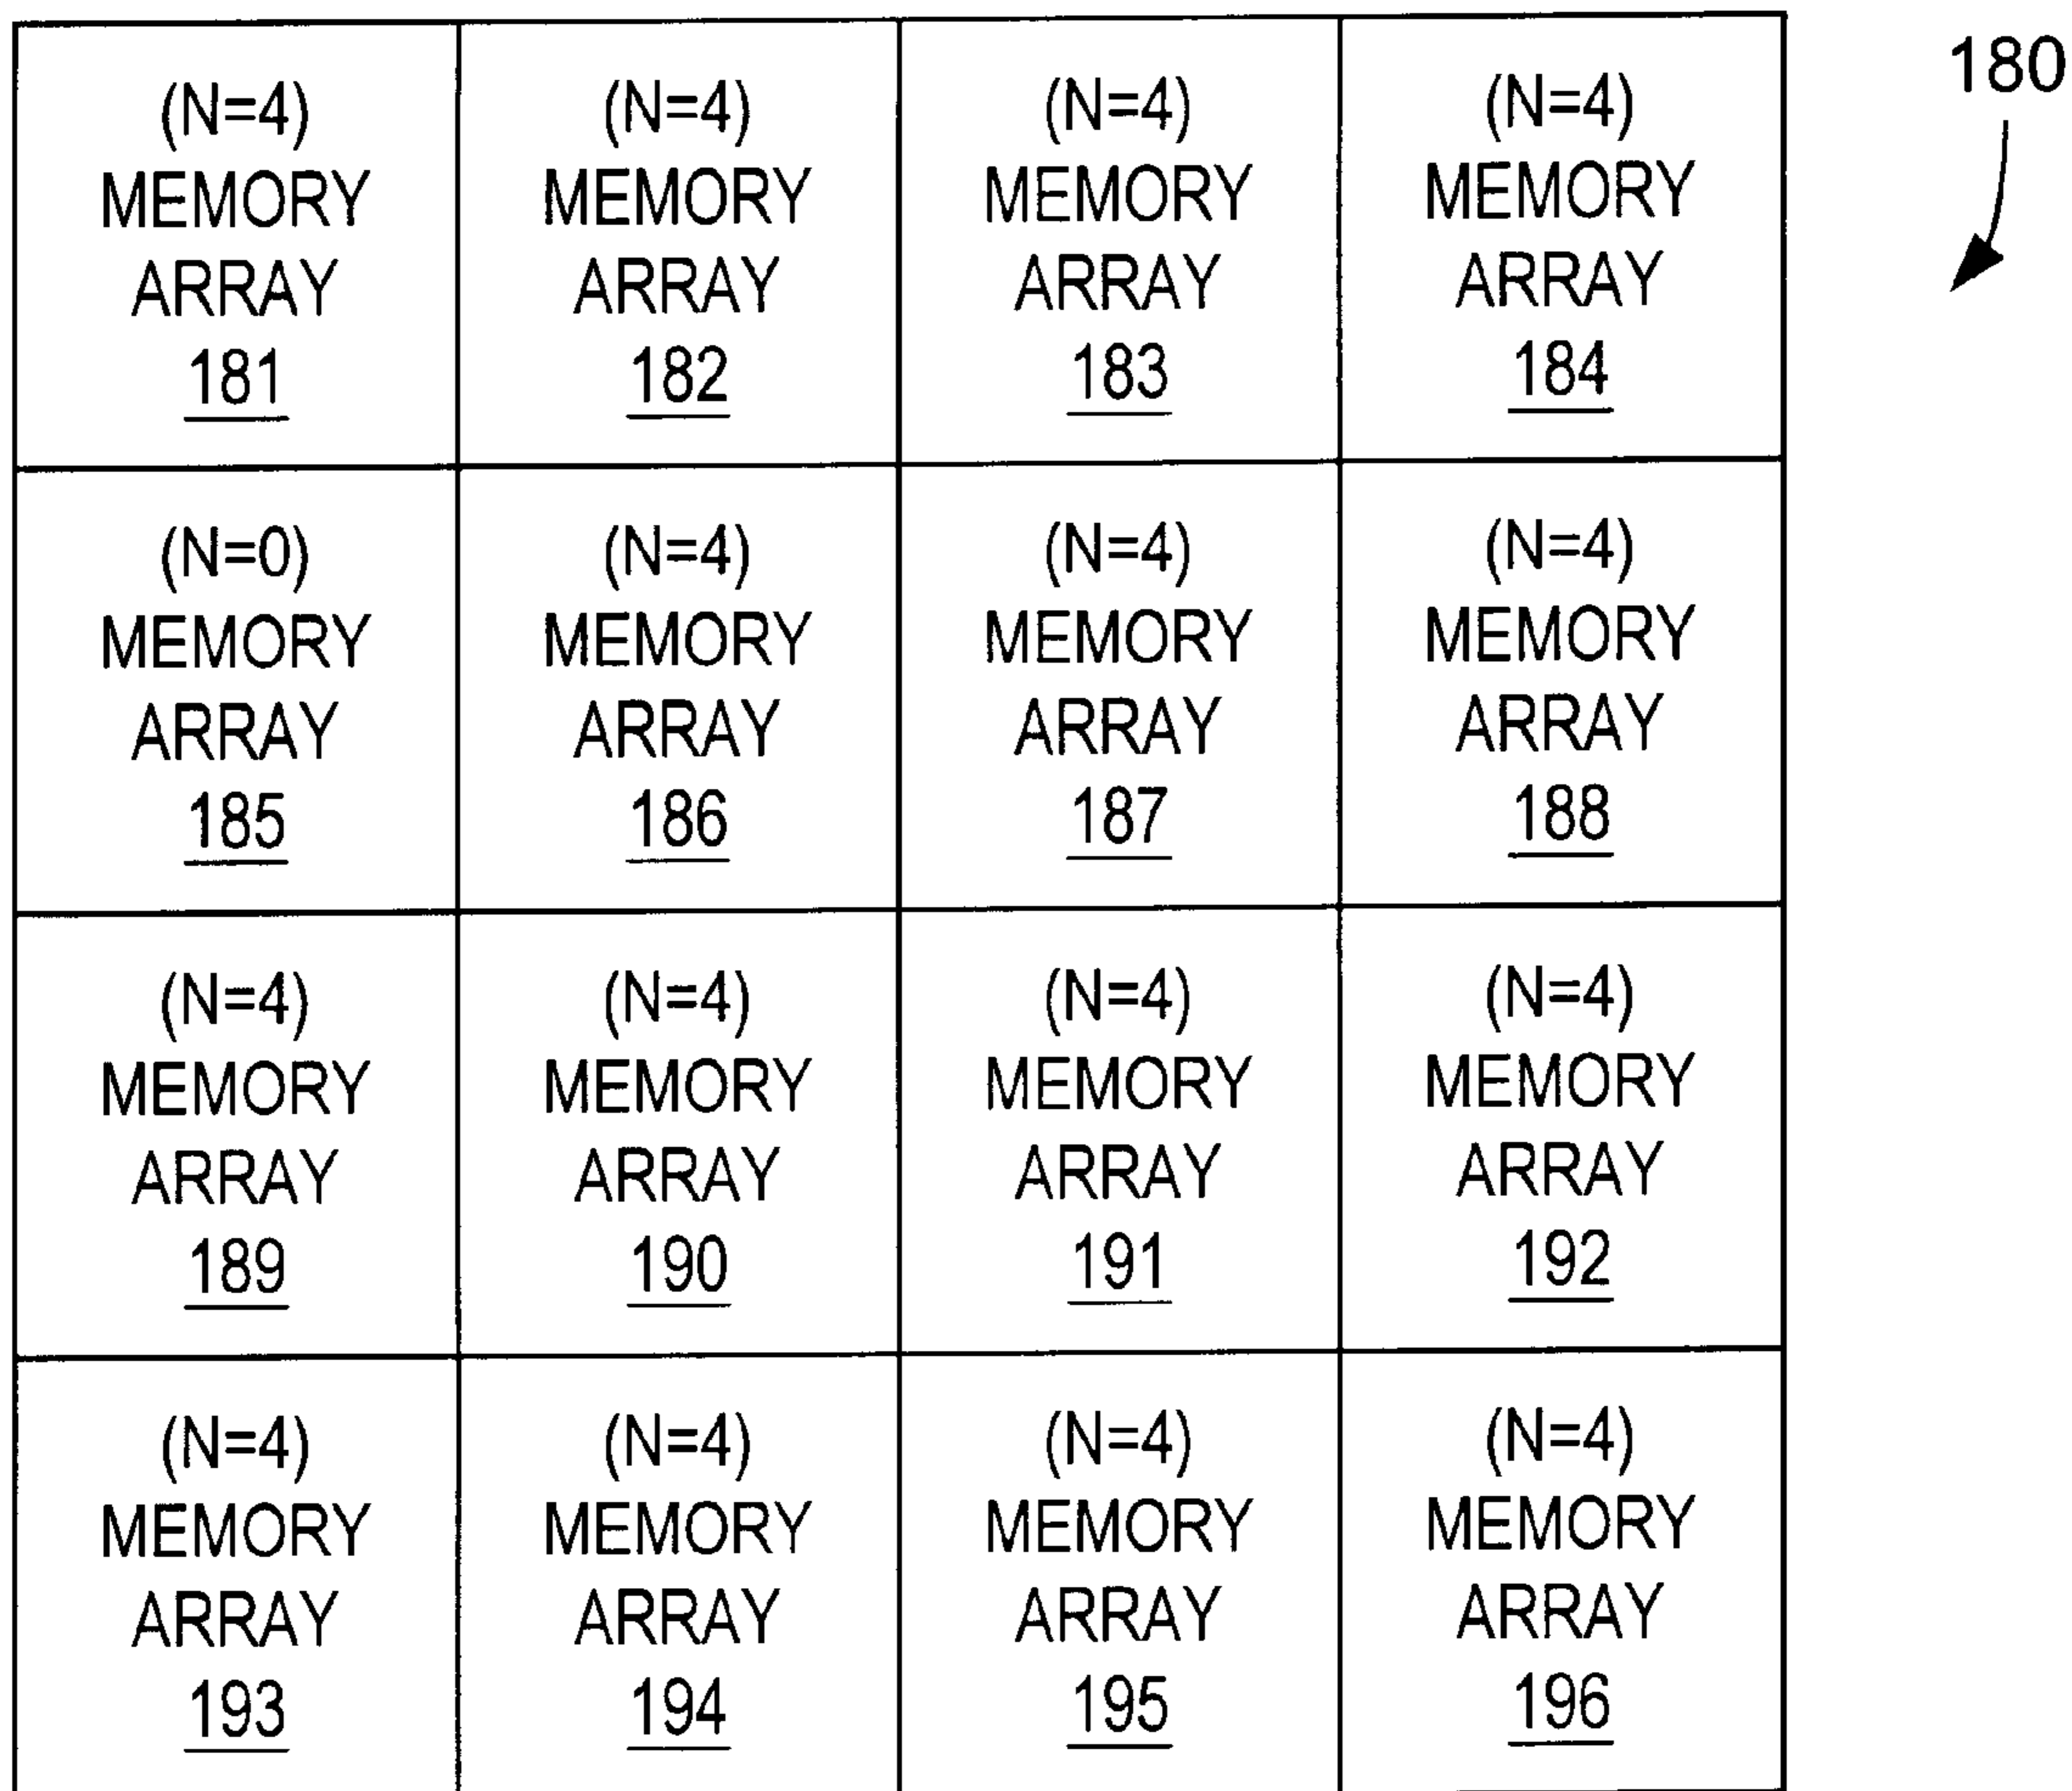 180
(N=4)
MEMORY
ARRAY
181
(N=4)
MEMORY
ARRAY
182
(N=4)
MEMORY
ARRAY
183
(N=4)
MEMORY
ARRAY
184
(N=0)
MEMORY
ARRAY
185
(N=4)
MEMORY
ARRAY
186
(N=4)
MEMORY
ARRAY
187
(N=4)
MEMORY
ARRAY
188
(N=4)
MEMORY
ARRAY
189
(N=4)
MEMORY
ARRAY
190
(N=4)
MEMORY
ARRAY
191
(N=4)
MEMORY
ARRAY
192
(N=4)
MEMORY
ARRAY
193
(N=4)
MEMORY
ARRAY
194
(N=4)
MEMORY
ARRAY
195
(N=4)
MEMORY
ARRAY
196